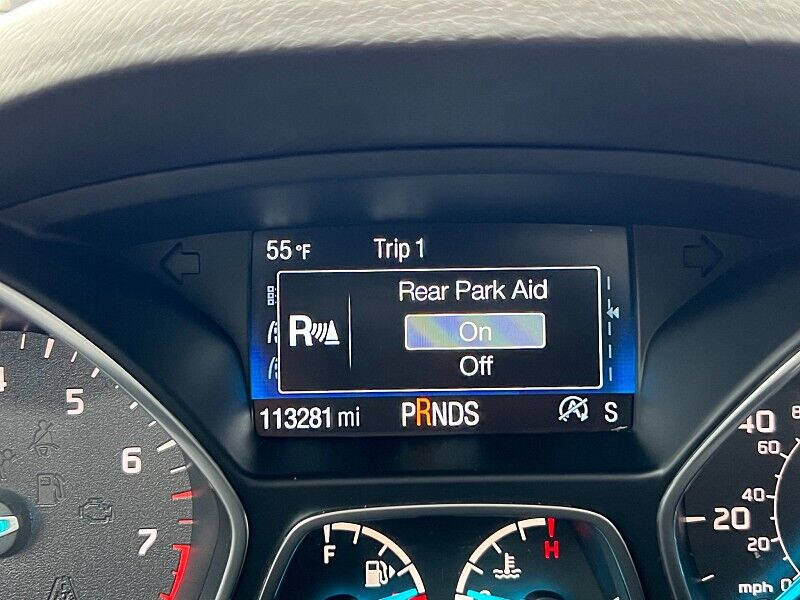 55 °F Trip 1
Rear Park Aid
R
On
Off
113281 mi PRNDS A S
5
6
7
F
H
40
60
40
20
20
mph 0